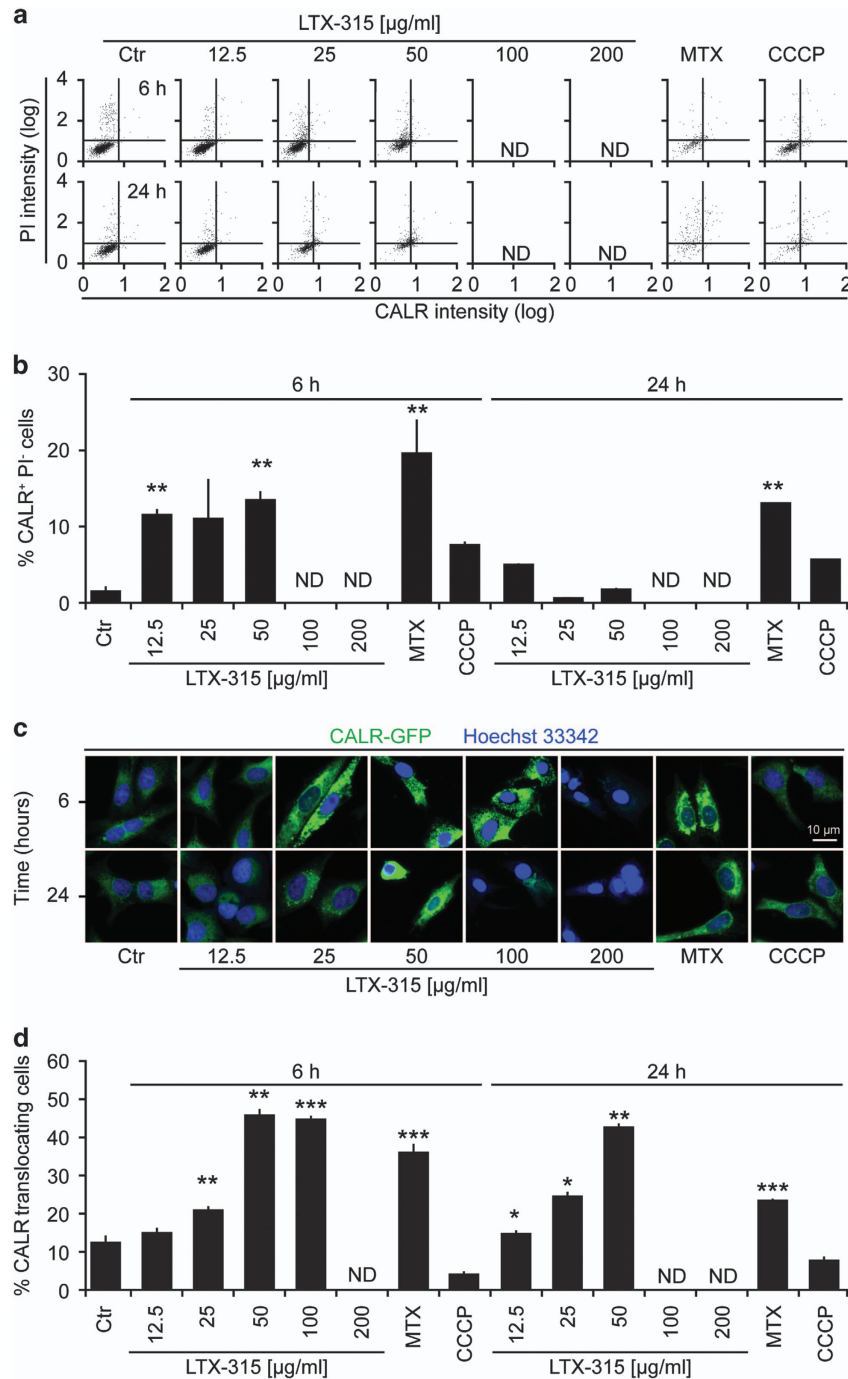 a
LTX-315 [µg/ml]
Ctr 12.5 25 50 100 200 MTX CCCP
PI intensity (log)
4 6 h
2
0 ND ND
4 24 h
2
0 ND ND
0 1 2 0 1 2 0 1 2 0 1 2 0 1 2 0 1 2 0 1 2 0 1 2
CALR intensity (log)
b
% CALR+ PI- cells
30
20
10
0
6 h 24 h
** ** ** **
ND ND ND ND
Ctr 12.5 25 50 100 200 MTX CCCP 12.5 25 50 100 200 MTX CCCP
LTX-315 [µg/ml] LTX-315 [µg/ml]
c
CALR-GFP Hoechst 33342
Time (hours)
6
10 µm
24
Ctr 12.5 25 50 100 200 MTX CCCP
LTX-315 [µg/ml]
d
% CALR translocating cells
60
50
40
30
20
10
0
6 h 24 h
** ** *** *** * * ** ***
ND ND ND
Ctr 12.5 25 50 100 200 MTX CCCP 12.5 25 50 100 200 MTX CCCP
LTX-315 [µg/ml] LTX-315 [µg/ml]